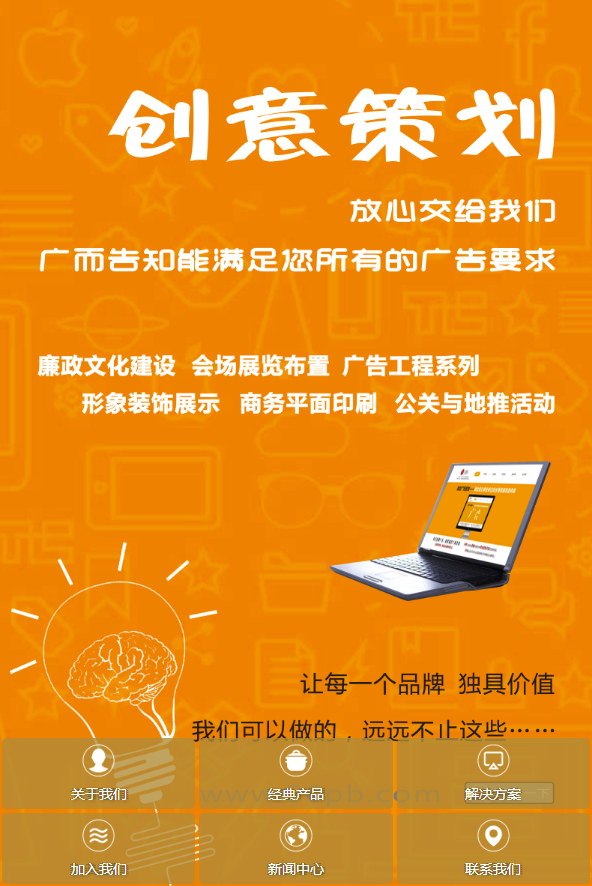 创意策划
放心交给我们
广而告知能满足您所有的广告要求
廉政文化建设 会场展览布置 广告工程系列
形象装饰展示 商务平面印刷 公关与地推活动
让每一个品牌 独具价值
我们可以做的，远远不止这些……
关于我们 经典产品 解决方案
加入我们 新闻中心 联系我们